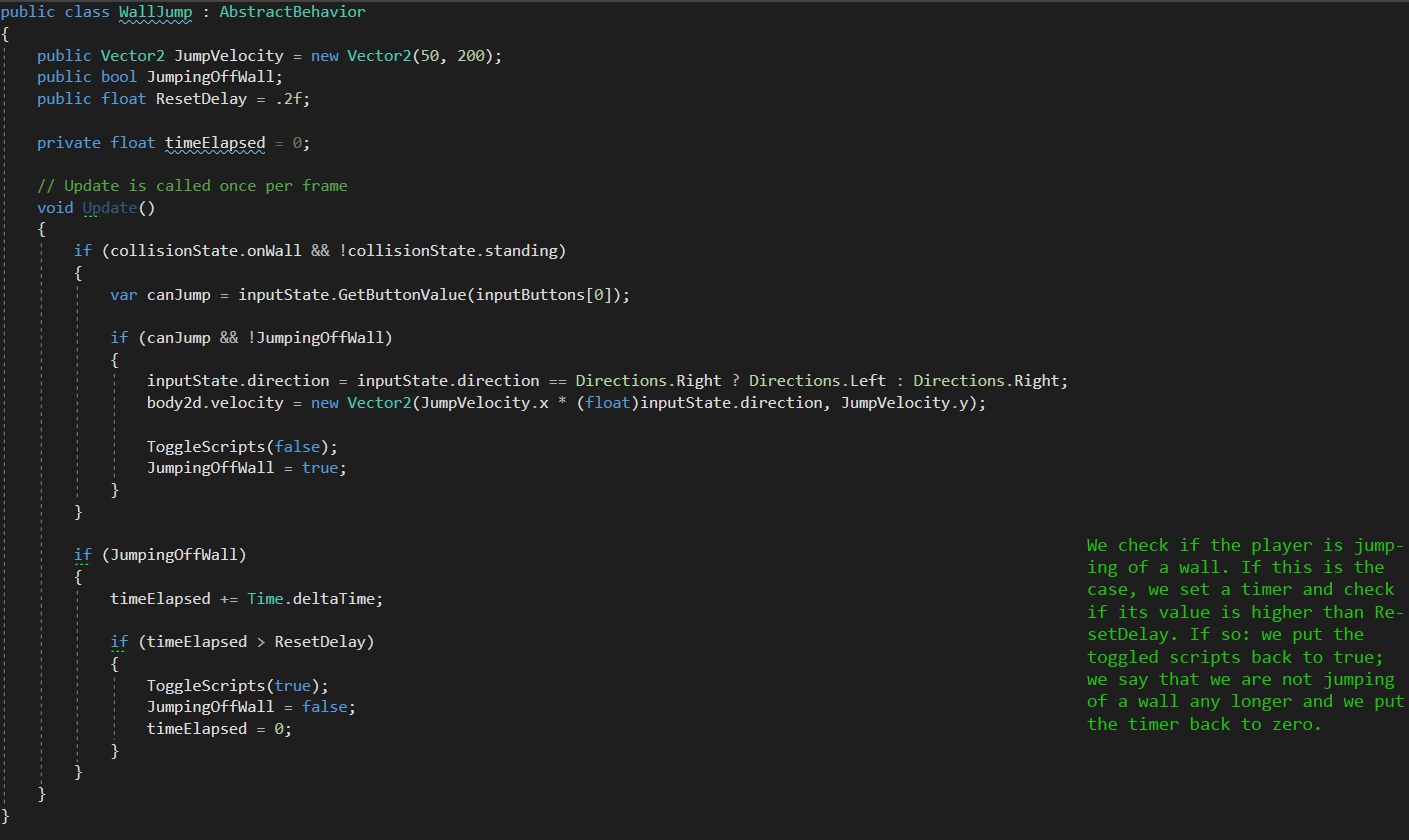 public class WallJump : AbstractBehavior
{
    public Vector2 JumpVelocity = new Vector2(50, 200);
    public bool JumpingOffWall;
    public float ResetDelay = .2f;

    private float timeElapsed = 0;

    // Update is called once per frame
    void Update()
    {
        if (collisionState.onWall && !collisionState.standing)
        {
            var canJump = inputState.GetButtonValue(inputButtons[0]);

            if (canJump && !JumpingOffWall)
            {
                inputState.direction = inputState.direction == Directions.Right ? Directions.Left : Directions.Right;
                body2d.velocity = new Vector2(JumpVelocity.x * (float)inputState.direction, JumpVelocity.y);

                ToggleScripts(false);
                JumpingOffWall = true;
            }
        }

        if (JumpingOffWall)
        {
            timeElapsed += Time.deltaTime;

            if (timeElapsed > ResetDelay)
            {
                ToggleScripts(true);
                JumpingOffWall = false;
                timeElapsed = 0;
            }
        }
    }
}
We check if the player is jump-
ing of a wall. If this is the
case, we set a timer and check
if its value is higher than Re-
setDelay. If so: we put the
toggled scripts back to true;
we say that we are not jumping
of a wall any longer and we put
the timer back to zero.